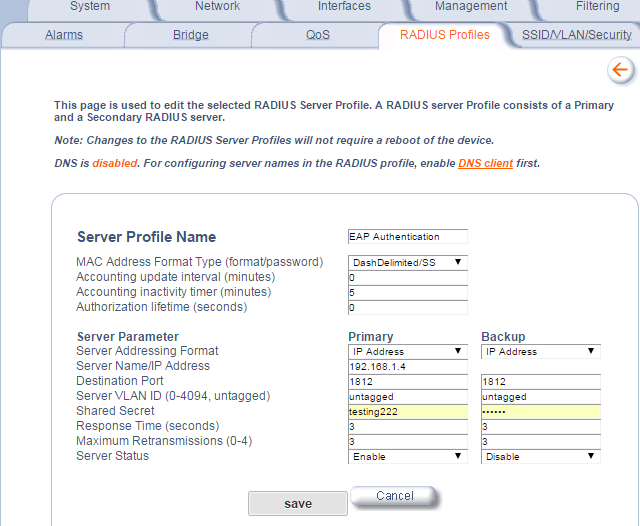 System Network Interfaces Management Filtering
Alarms Bridge QoS RADIUS Profiles SSID/VLAN/Security
This page is used to edit the selected RADIUS Server Profile. A RADIUS server Profile consists of a Primary
and a Secondary RADIUS server.
Note: Changes to the RADIUS Server Profiles will not require a reboot of the device.
DNS is disabled. For configuring server names in the RADIUS profile, enable DNS client first.
Server Profile Name EAP Authentication
MAC Address Format Type (format/password) DashDelimited/SS
Accounting update interval (minutes) 0
Accounting inactivity timer (minutes) 5
Authorization lifetime (seconds) 0
Server Parameter Primary Backup
Server Addressing Format IP Address IP Address
Server Name/IP Address 192.168.1.4
Destination Port 1812 1812
Server VLAN ID (0-4094, untagged) untagged untagged
Shared Secret testing222 ••••••
Response Time (seconds) 3 3
Maximum Retransmissions (0-4) 3 3
Server Status Enable Disable
save Cancel